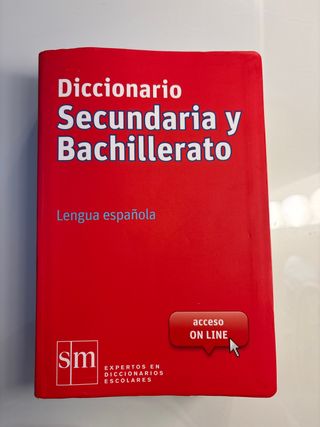 Diccionario
Secundaria y
Bachillerato
Lengua española
acceso
ON LINE
sm
EXPERTOS EN
DICCIONARIOS
ESCOLARES